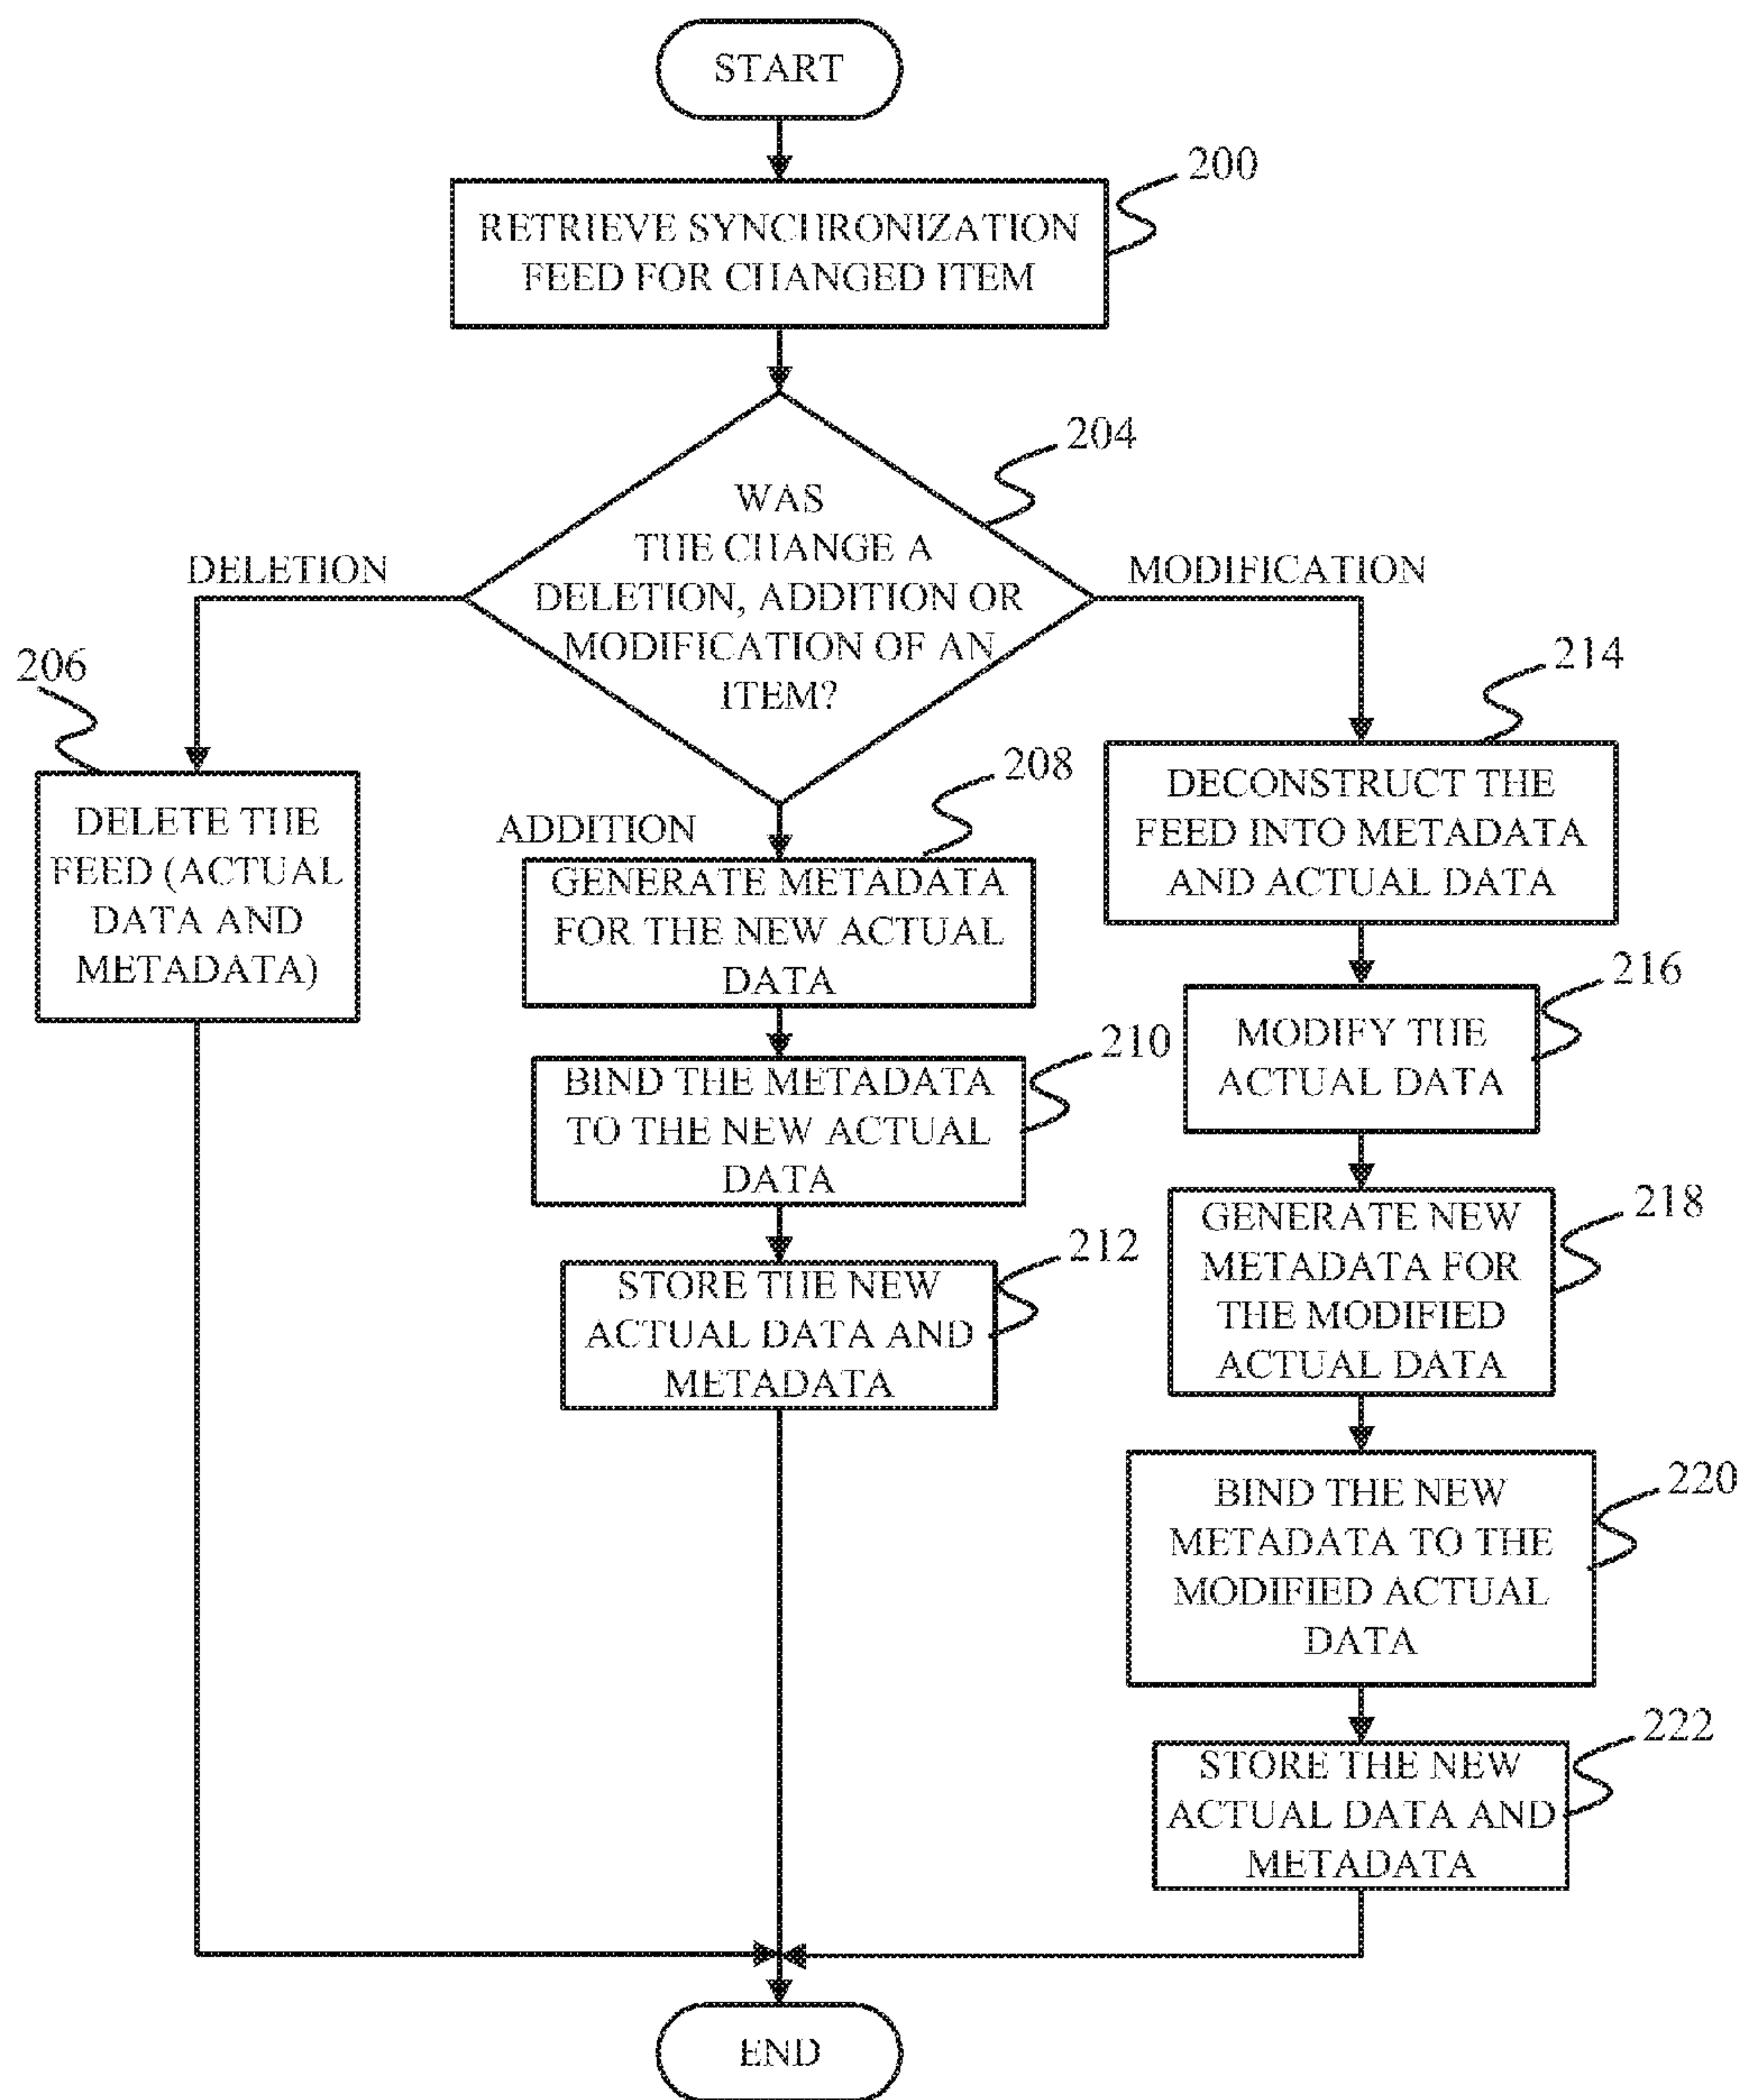 START
200
RETRIEVE SYNCHRONIZATION
FEED FOR CHANGED ITEM
204
WAS
THE CHANGE A
DELETION, ADDITION OR
MODIFICATION OF AN
ITEM?
DELETION
MODIFICATION
206
DELETE THE
FEED (ACTUAL
DATA AND
METADATA)
ADDITION
208
GENERATE METADATA
FOR THE NEW ACTUAL
DATA
210
BIND THE METADATA
TO THE NEW ACTUAL
DATA
212
STORE THE NEW
ACTUAL DATA AND
METADATA
214
DECONSTRUCT THE
FEED INTO METADATA
AND ACTUAL DATA
216
MODIFY THE
ACTUAL DATA
218
GENERATE NEW
METADATA FOR
THE MODIFIED
ACTUAL DATA
220
BIND THE NEW
METADATA TO THE
MODIFIED ACTUAL
DATA
222
STORE THE NEW
ACTUAL DATA AND
METADATA
END